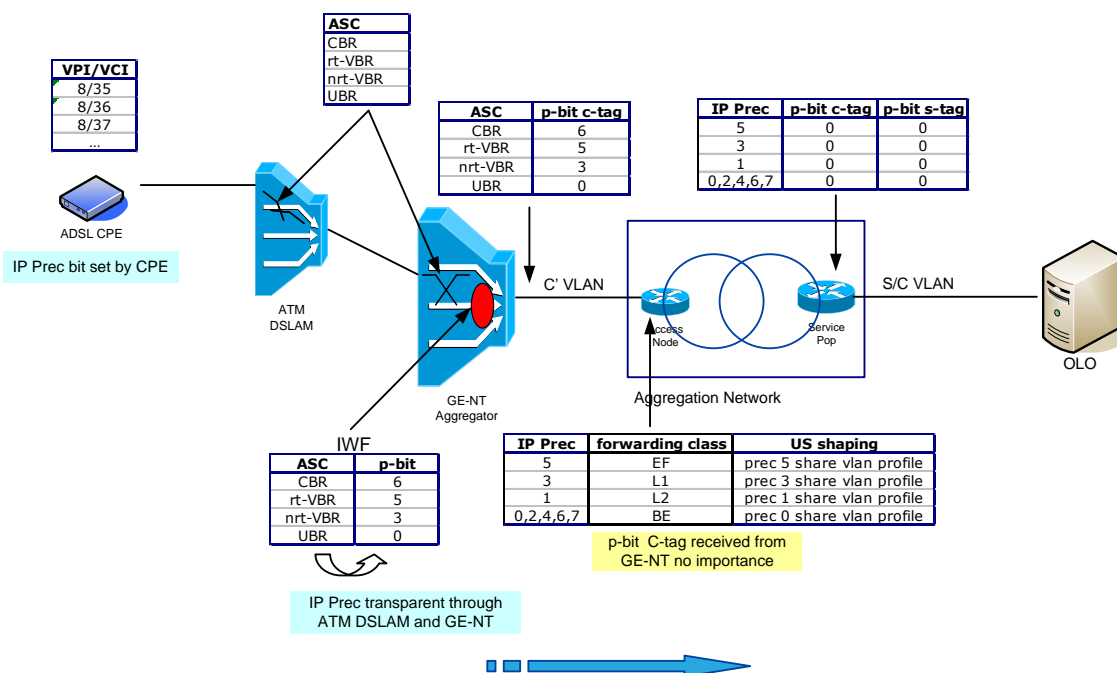 ASC
CBR
rt-VBR
nrt-VBR
UBR
VPI/VCI
8/35
8/36
8/37
...
ASC p-bit c-tag
CBR 6
rt-VBR 5
nrt-VBR 3
UBR 0
IP Prec p-bit c-tag p-bit s-tag
5 0 0
3 0 0
1 0 0
0,2,4,6,7 0 0
ADSL CPE
IP Prec bit set by CPE
ATM
DSLAM
C' VLAN
S/C VLAN
Node
Service
Pop
OLO
GE-NT
Aggregator
Aggregation Network
IWF
ASC p-bit
CBR 6
rt-VBR 5
nrt-VBR 3
UBR 0
IP Prec forwarding class US shaping
5 EF prec 5 share vlan profile
3 L1 prec 3 share vlan profile
1 L2 prec 1 share vlan profile
0,2,4,6,7 BE prec 0 share vlan profile
p-bit C-tag received from
GE-NT no importance
IP Prec transparent through
ATM DSLAM and GE-NT